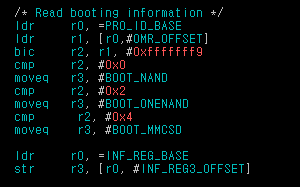 /* Read booting information */
ldr r0, =PRO_ID_BASE
ldr r1, [r0,#OMR_OFFSET]
bic r2, r1, #0xfffffff9
cmp r2, #0x0
moveq r3, #BOOT_NAND
cmp r2, #0x2
moveq r3, #BOOT_ONENAND
cmp r2, #0x4
moveq r3, #BOOT_MMCSD
ldr r0, =INF_REG_BASE
str r3, [r0, #INF_REG3_OFFSET]